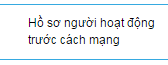 Hồ sơ người hoạt động
trước cách mạng